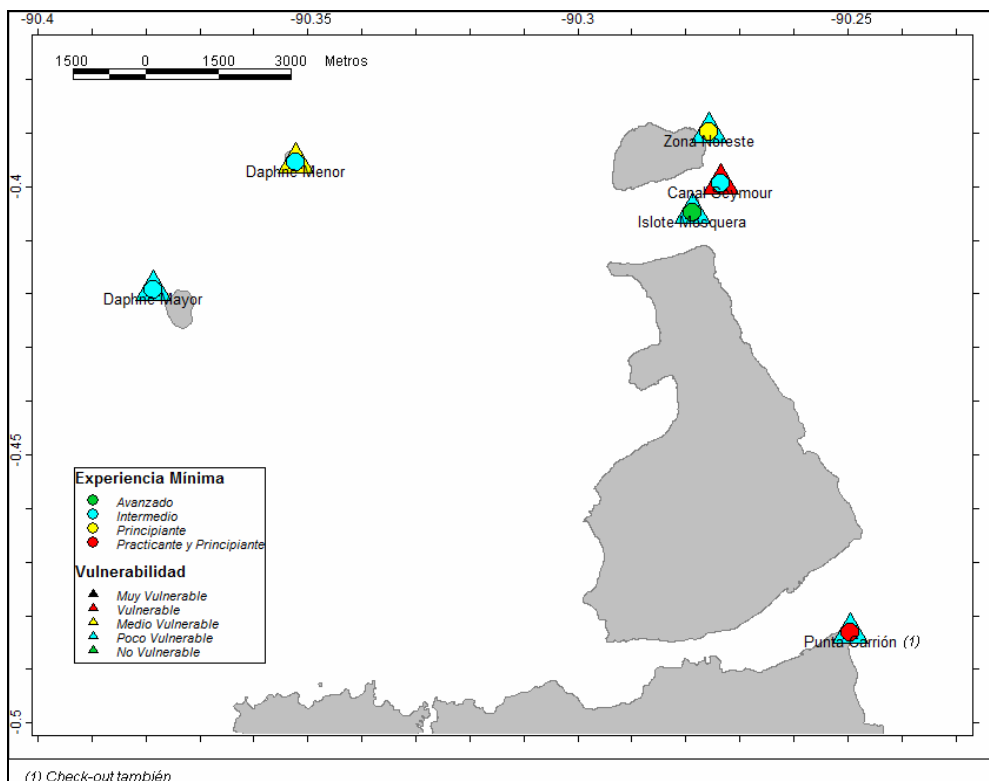 -90.4 -90.35 -90.3 -90.25
1500 0 1500 3000 Metros
Zona Noreste
-0.4
Daphne Menor
Canal Seymour
Islote Mosquera
Daphne Mayor
-0.45
Experiencia Mínima
Avanzado
Intermedio
Principiante
Practicante y Principiante
Vulnerabilidad
Muy Vulnerable
Vulnerable
Medio Vulnerable
Poco Vulnerable
No Vulnerable
Punta Carrión (1)
-0.5
(1) Check-out también